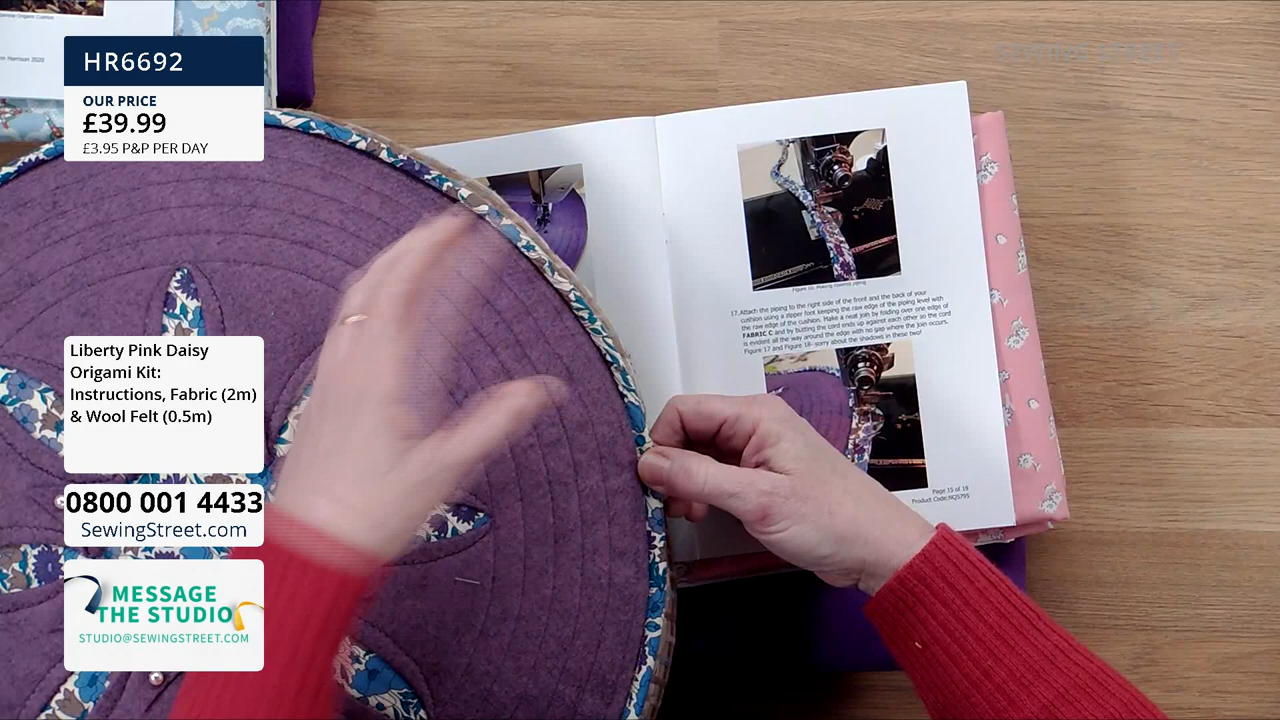 Harrison 2020
SEWING STREET
HR6692
OUR PRICE
£39.99
£3.95 P&P PER DAY
Liberty Pink Daisy
Origami Kit:
Instructions, Fabric (2m)
& Wool Felt (0.5m)
0800 001 4433
SewingStreet.com
MESSAGE
THE STUDIO
STUDIO@SEWINGSTREET.COM
17.Attach the piping to the right side of the front and the back of your
cushion using a zipper foot keeping the raw edge of the piping level with
the raw edge of the cushion. Make a neat join by folding over one edge of
FABRIC C and by butting the cord ends up against each other so the cord
is evident all the way around the edge with no gap where the join occurs.
Figure 17 and Figure 18- sorry about the shadows in these two!
Page 15 of 19
Product Code:NQS795